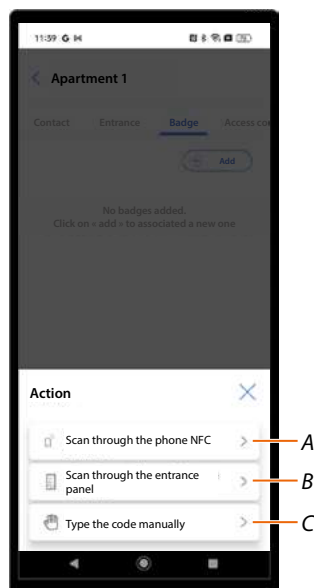 11:59 G
Apartment 1
Contact Entrance Badge Access co
Add
No badges added.
Click on « add » to associated a new one
Action
Scan through the phone NFC
A
Scan through the entrance
panel
B
Type the code manually
C